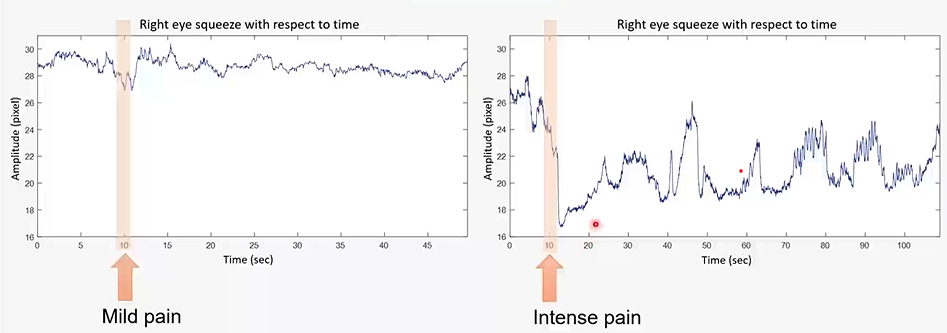 Right eye squeeze with respect to time
Amplitude (pixel)
30
28
26
24
22
20
18
16
0 5 10 15 20 25 30 35 40 45
Time (sec)
Mild pain
Right eye squeeze with respect to time
Amplitude (pixel)
30
28
26
24
22
20
18
16
0 10 20 30 40 50 60 70 80 90 100
Time (sec)
Intense pain